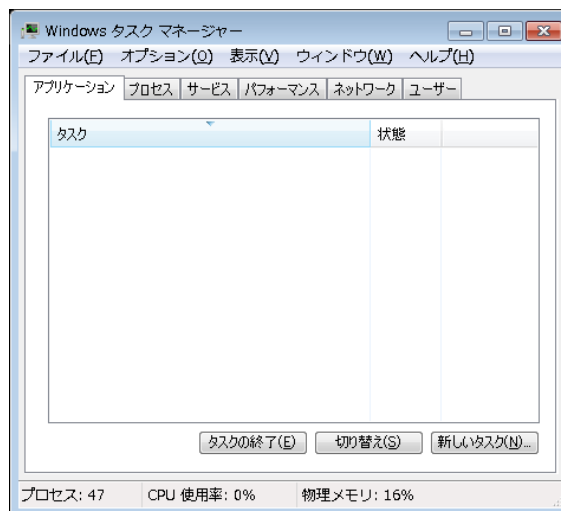 Windows タスク マネージャー
ファイル(F) オプション(O) 表示(V) ウィンドウ(W) ヘルプ(H)
アプリケーション プロセス サービス パフォーマンス ネットワーク ユーザー
タスク 状態
タスクの終了(E) 切り替え(S) 新しいタスク(N)...
プロセス: 47 CPU 使用率: 0% 物理メモリ: 16%